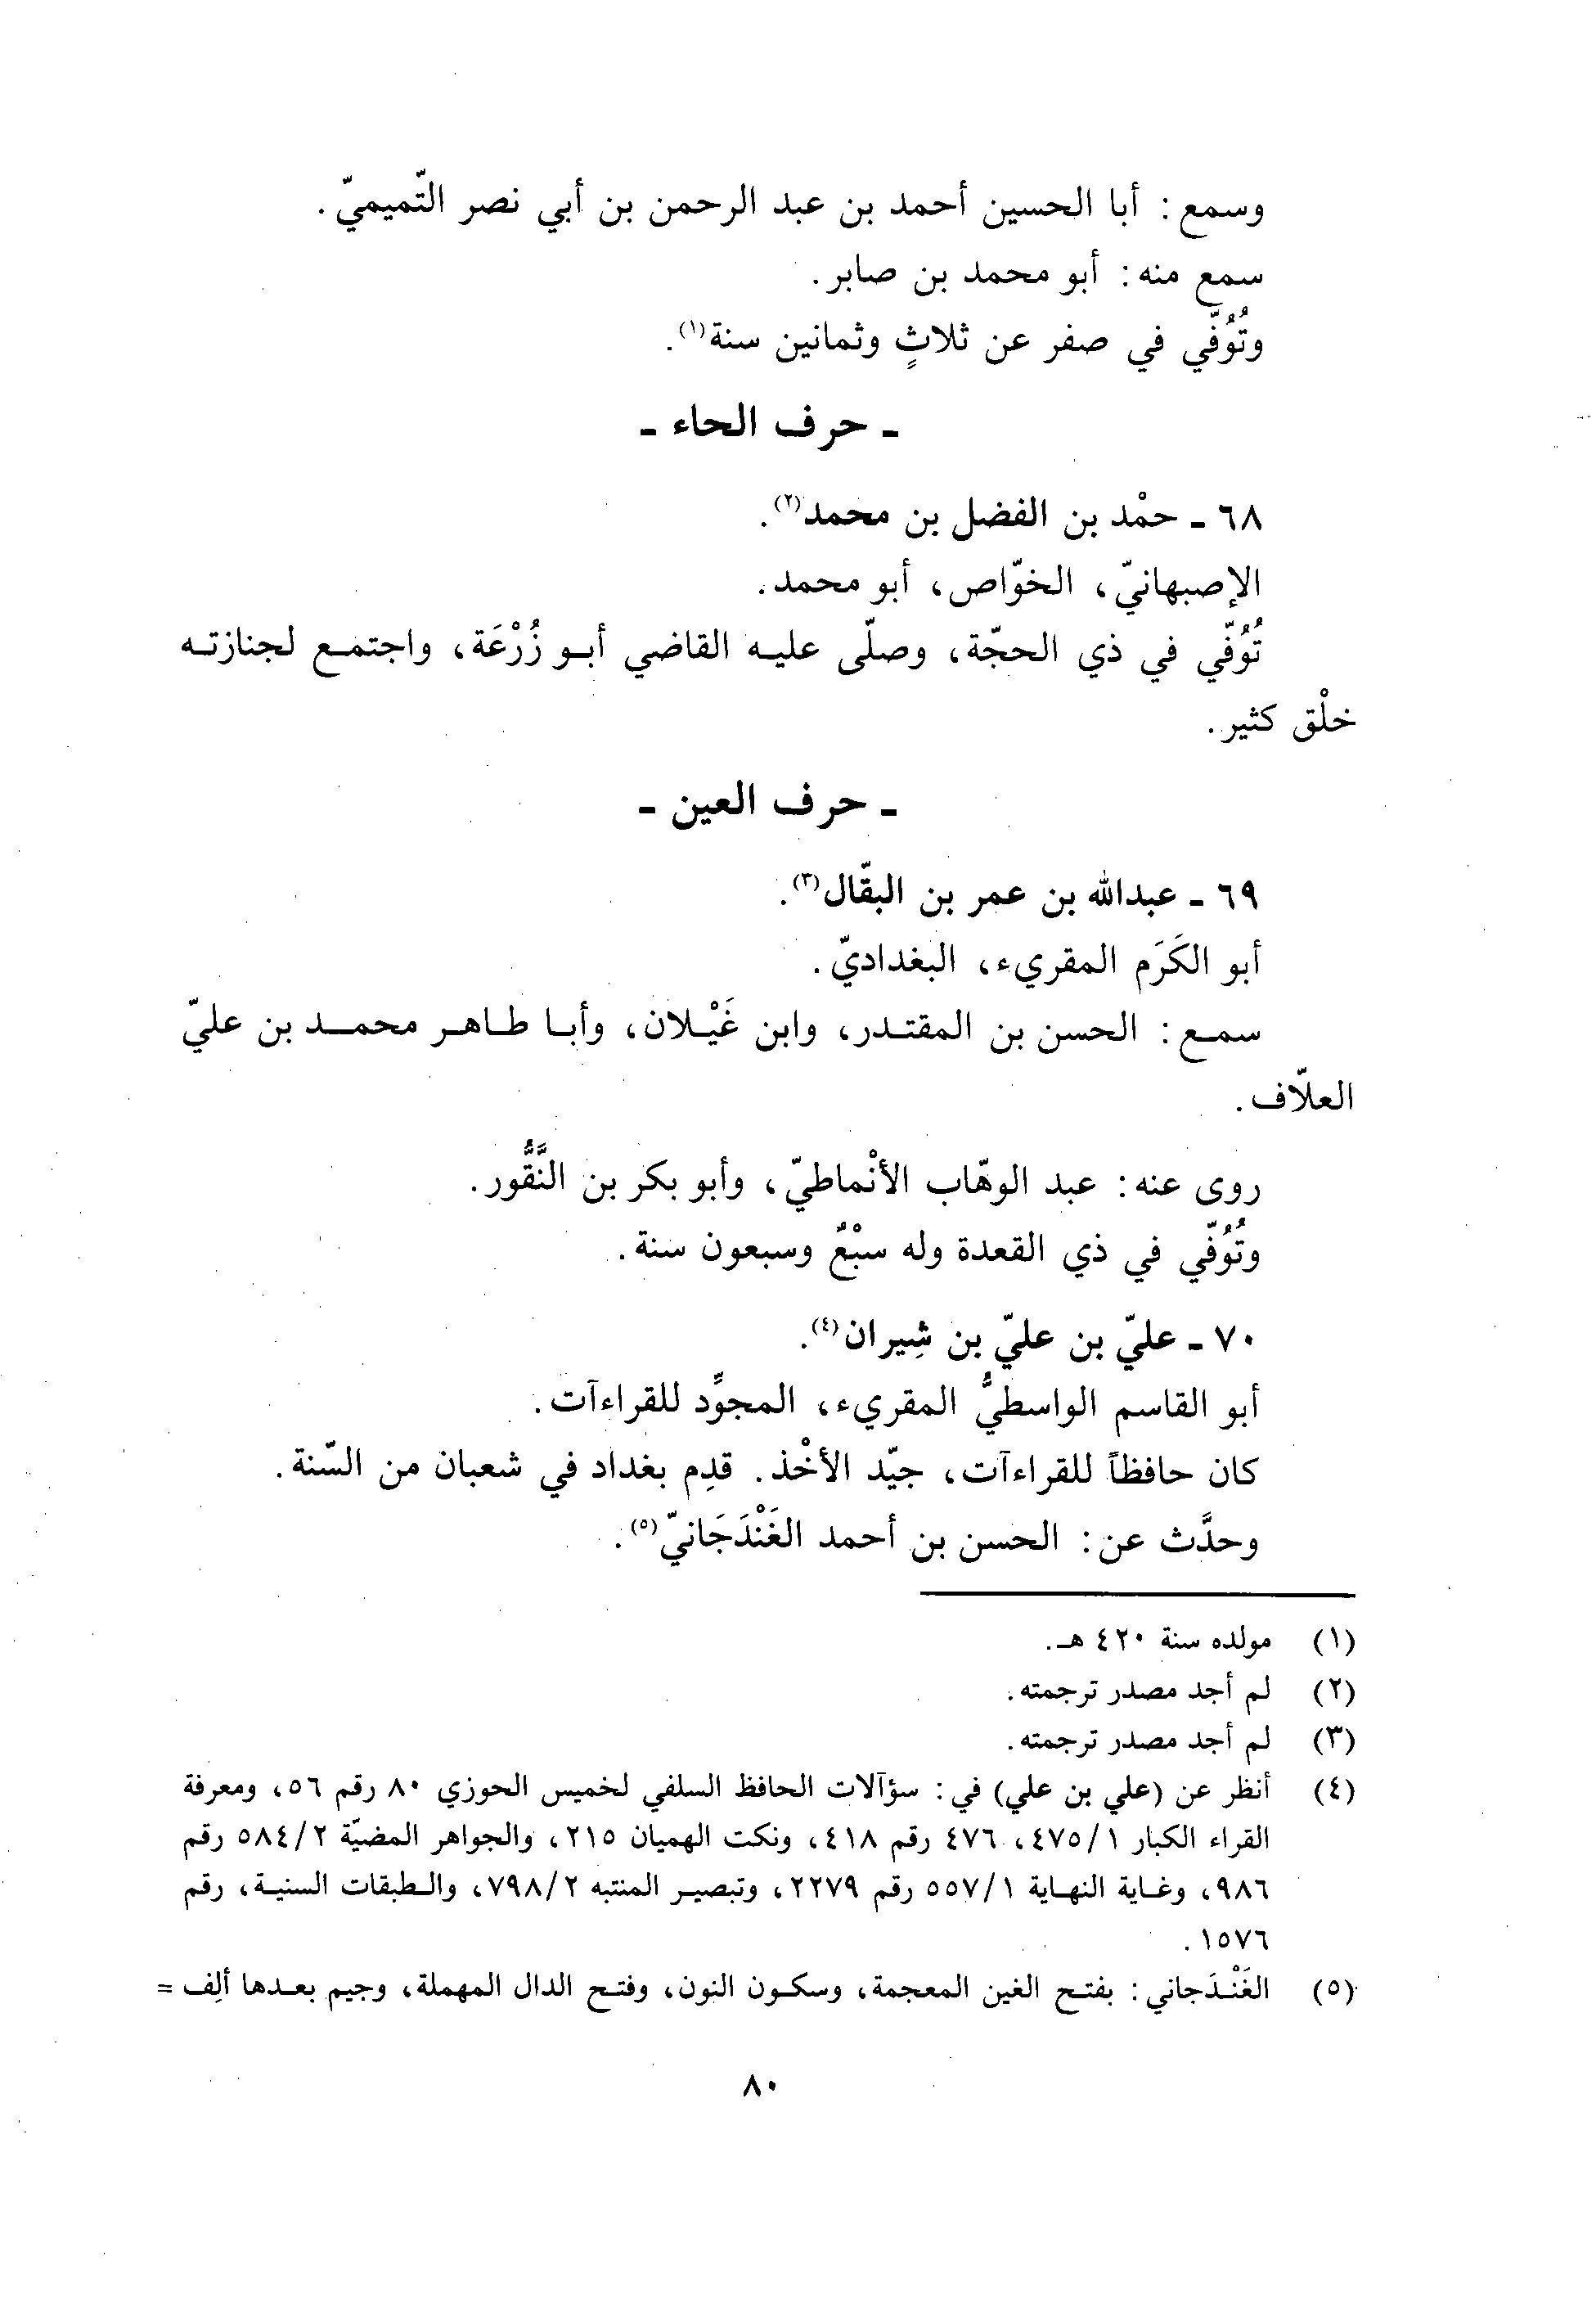 وسمع: أبا الحسين أحمد بن عبد الرحمن بن أبي نصر التّميميّ.
سمع منه: أبو محمد بن صابر.
وتُوُفّي في صفر عن ثلاثٍ وثمانين سنة(١).
ـ حرف الحاء ـ
٦٨ ـ حمْد بن الفضل بن محمد(٢).
الإصبهانيّ، الخوّاص، أبو محمد.
تُوُفّي في ذي الحجّة، وصلّى عليه القاضي أبو زُرْعَة، واجتمع لجنازته
خلْق كثير.
ـ حرف العين ـ
٦٩ ـ عبدالله بن عمر بن البقّال(٣).
أبو الكَرَم المقريء، البغداديّ.
سمع: الحسن بن المقتدر، وابن غَيْلان، وأبا طاهر محمد بن عليّ
العلّاف.
روى عنه: عبد الوهّاب الأنْماطيّ، وأبو بكر بن النَّقُّور.
وتُوُفّي في ذي القعدة وله سبْعٌ وسبعون سنة.
٧٠ ـ عليّ بن عليّ بن شِيران(٤).
أبو القاسم الواسطيُّ المقريء، المجوِّد للقراءآت.
كان حافظاً للقراءآت، جيّد الأخْذ. قدِم بغداد في شعبان من السّنة.
وحدَّث عن: الحسن بن أحمد الغَنْدَجَانيّ(٥).
(١) مولده سنة ٤٢٠ هـ.
(٢) لم أجد مصدر ترجمته.
(٣) لم أجد مصدر ترجمته.
(٤) أنظر عن (علي بن علي) في: سؤآلات الحافظ السلفي لخميس الحوزي ٨٠ رقم ٥٦، ومعرفة
القراء الكبار ١/٤٧٥، ٤٧٦ رقم ٤١٨، ونكت الهميان ٢١٥، والجواهر المضيّة ٢/٥٨٤ رقم
٩٨٦، وغاية النهاية ١/٥٥٧ رقم ٢٢٧٩، وتبصير المنتبه ٢/٧٩٨، والطبقات السنية، رقم
١٥٧٦.
(٥) الغَنْدَجاني: بفتح الغين المعجمة، وسكون النون، وفتح الدال المهملة، وجيم بعدها ألِف =
٨٠